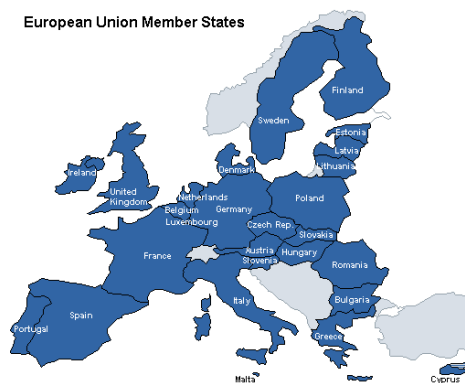 European Union Member States
Finland
Sweden
Estonia
Latvia
Lithuania
Denmark
Ireland
United
Kingdom
Netherlands
Belgium
Germany
Luxembourg
Poland
Czech Rep.
Slovakia
France
Austria
Hungary
Slovenia
Romania
Italy
Bulgaria
Spain
Portugal
Greece
Malta
Cyprus